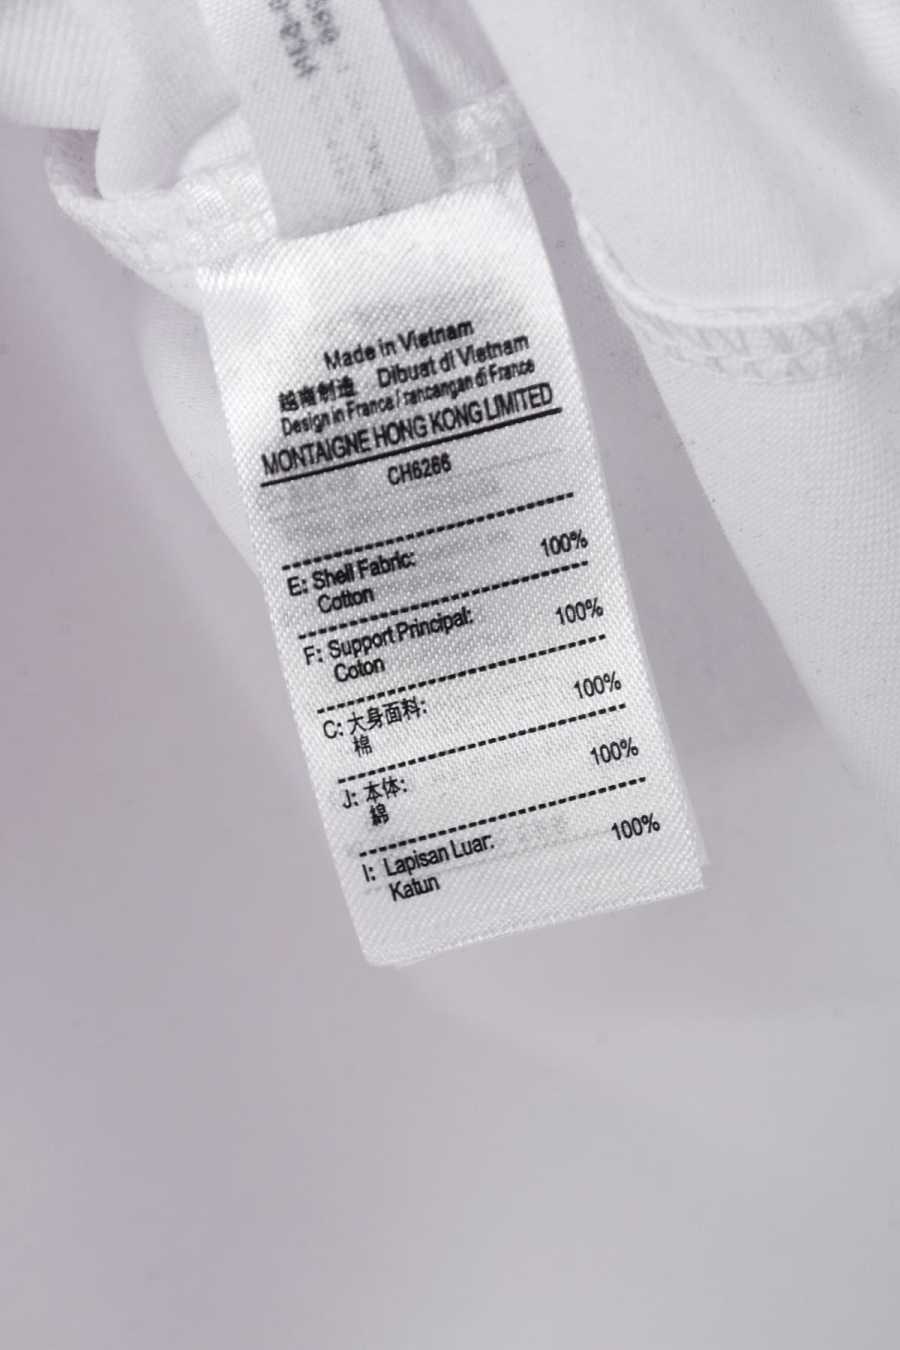 Made in Vietnam
越南創造 Dibuat di Vietnam
Design in France / rancangan di France
MONTAIGNE HONG KONG LIMITED
CH6266
E: Shell Fabric: 100%
Cotton
F: Support Principal: 100%
Coton
C: 大身面料: 100%
棉
J: 本体: 100%
綿
I: Lapisan Luar: 100%
Katun